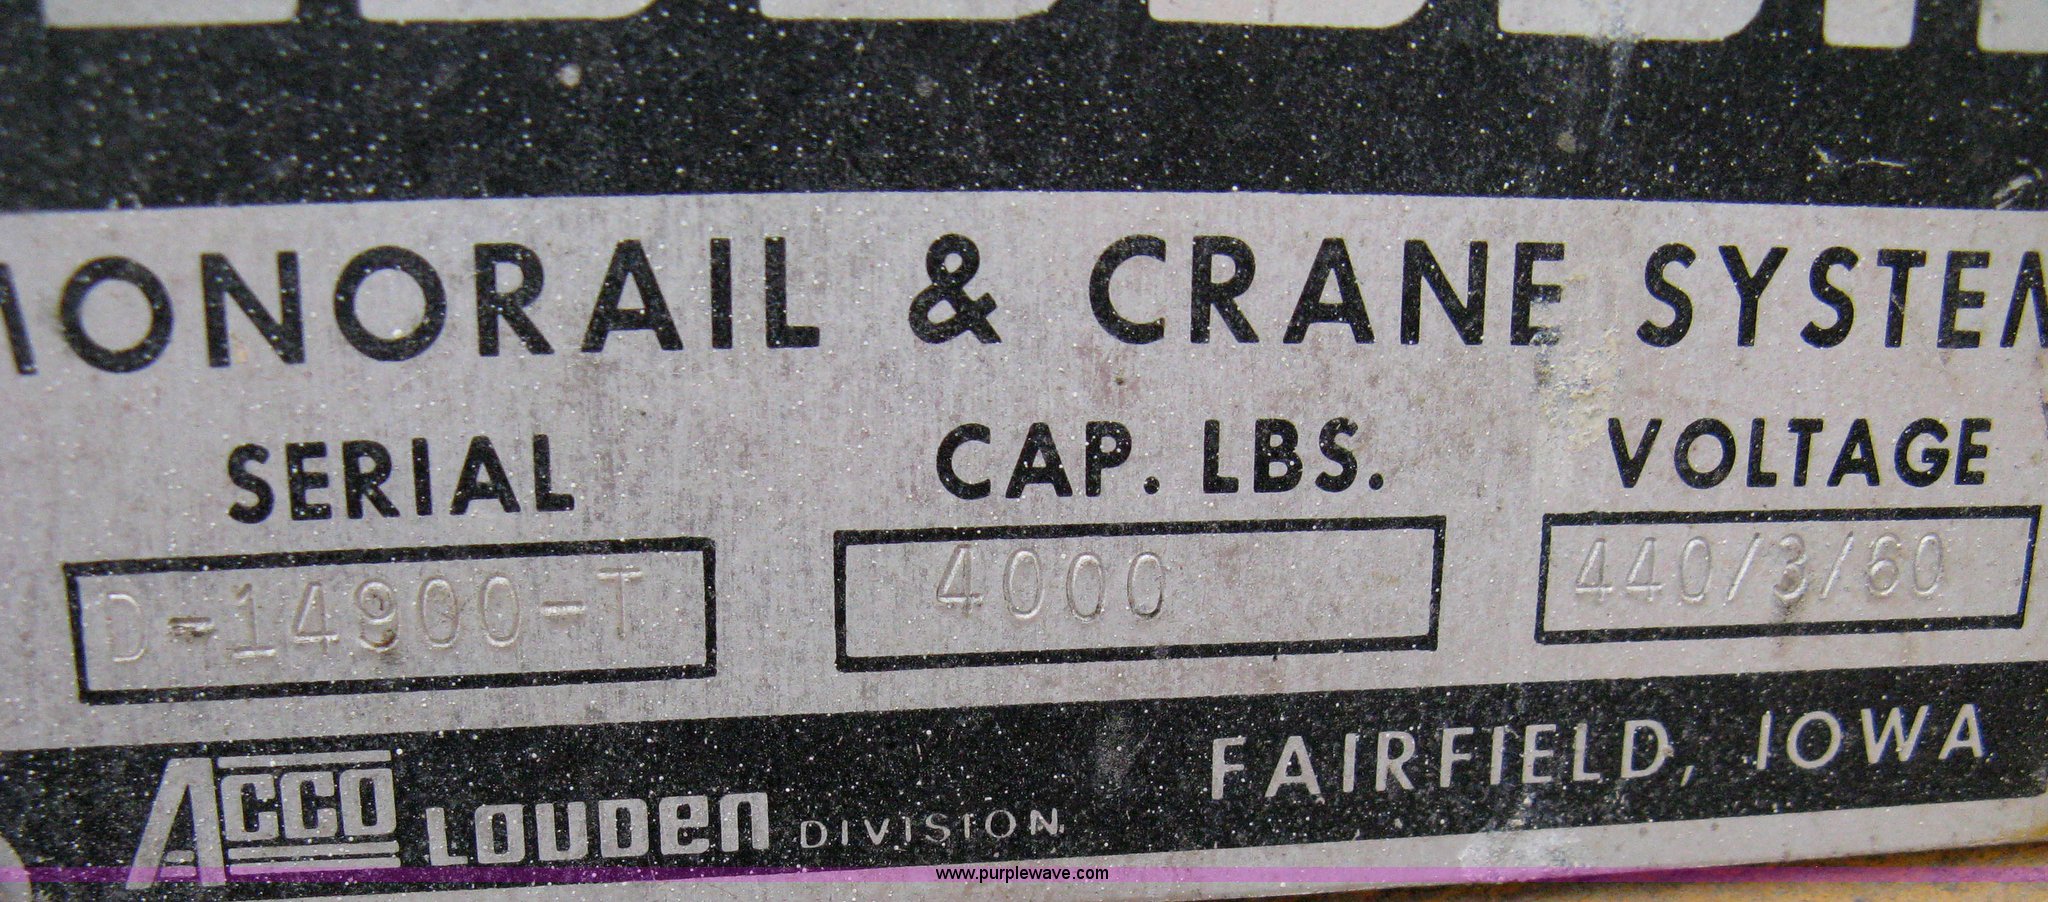 MONORAIL & CRANE SYSTEM
SERIAL CAP. LBS. VOLTAGE
D-14900-T 4000 440/3/60
ACCO LOUDEN DIVISION FAIRFIELD, IOWA
www.purplewave.com